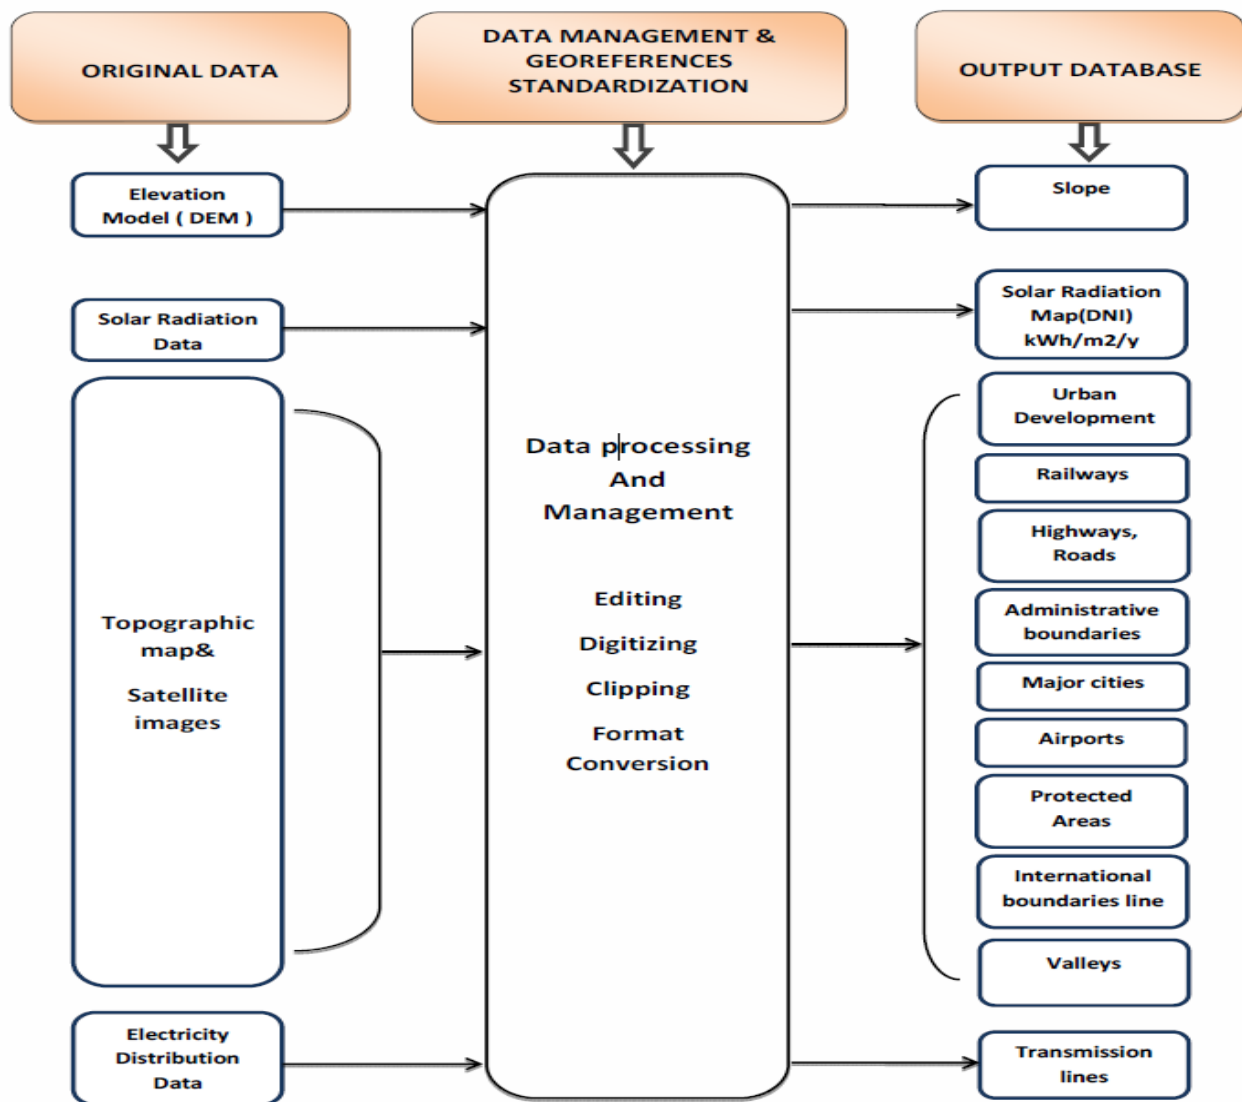 ORIGINAL DATA
DATA MANAGEMENT &
GEOREFERENCES
STANDARDIZATION
OUTPUT DATABASE
Elevation
Model ( DEM )
Solar Radiation
Data
Topographic
map&
Satellite
images
Electricity
Distribution
Data
Data processing
And
Management
Editing
Digitizing
Clipping
Format
Conversion
Slope
Solar Radiation
Map(DNI)
kWh/m2/y
Urban
Development
Railways
Highways,
Roads
Administrative
boundaries
Major cities
Airports
Protected
Areas
International
boundaries line
Valleys
Transmission
lines